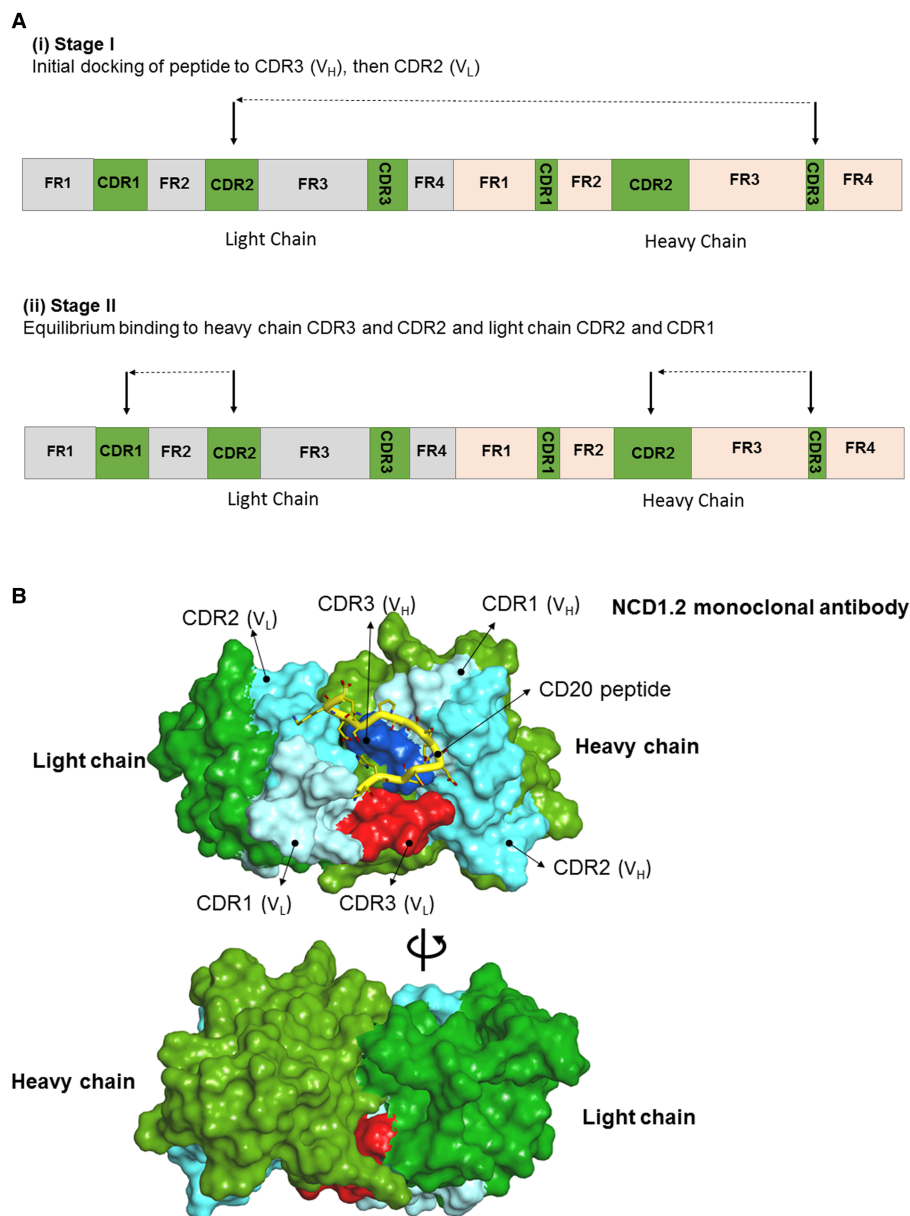 A
(i) Stage I
Initial docking of peptide to CDR3 (VH), then CDR2 (VL)
FR1 CDR1 FR2 CDR2 FR3 CDR3 FR4 FR1 CDR1 FR2 CDR2 FR3 CDR3 FR4
Light Chain Heavy Chain
(ii) Stage II
Equilibrium binding to heavy chain CDR3 and CDR2 and light chain CDR2 and CDR1
FR1 CDR1 FR2 CDR2 FR3 CDR3 FR4 FR1 CDR1 FR2 CDR2 FR3 CDR3 FR4
Light Chain Heavy Chain
B
CDR2 (VL) CDR3 (VH) CDR1 (VH) NCD1.2 monoclonal antibody
CD20 peptide
Light chain Heavy chain
CDR2 (VH)
CDR1 (VL) CDR3 (VL)
Heavy chain
Light chain